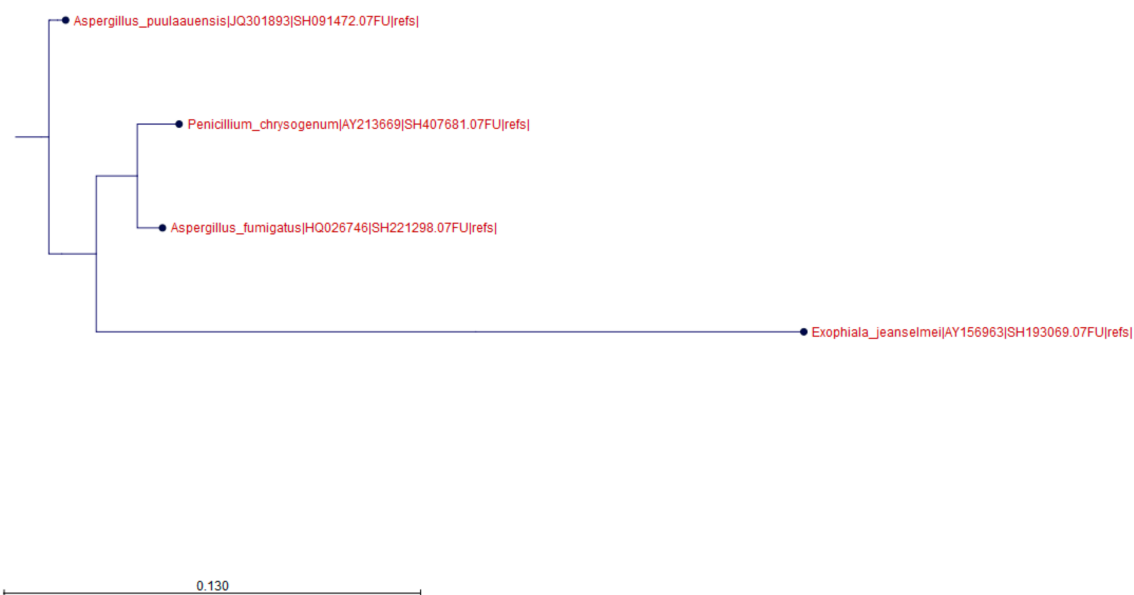 Aspergillus_puulaauensis|JQ301893|SH091472.07FU|refs|
Penicillium_chrysogenum|AY213669|SH407681.07FU|refs|
Aspergillus_fumigatus|HQ026746|SH221298.07FU|refs|
Exophiala_jeanselmei|AY156963|SH193069.07FU|refs|
0.130